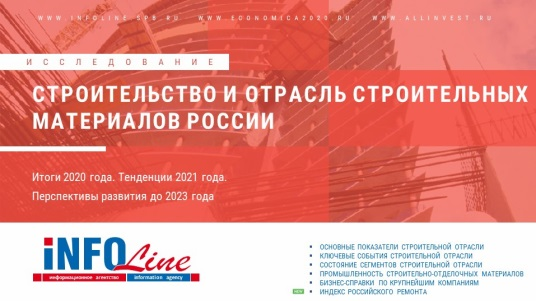 WWW.INFOLINE.SPB.RU WWW.ECONOMICA2021.RU WWW.ALLINVEST.RU
ИССЛЕДОВАНИЕ
СТРОИТЕЛЬСТВО И ОТРАСЛЬ СТРОИТЕЛЬНЫХ
МАТЕРИАЛОВ РОССИИ
Итоги 2020 года. Тенденции 2021 года.
Перспективы развития до 2023 года
iNFOLine
информационное агентство information agency
• ОСНОВНЫЕ ПОКАЗАТЕЛИ СТРОИТЕЛЬНОЙ ОТРАСЛИ
• КЛЮЧЕВЫЕ СОБЫТИЯ СТРОИТЕЛЬНОЙ ОТРАСЛИ
• СОСТОЯНИЕ СЕГМЕНТОВ СТРОИТЕЛЬНОЙ ОТРАСЛИ
• ПРОМЫШЛЕННОСТЬ СТРОИТЕЛЬНО-ОТДЕЛОЧНЫХ МАТЕРИАЛОВ
• БИЗНЕС-СПРАВКИ ПО КРУПНЕЙШИМ КОМПАНИЯМ
NEW • ИНДЕКС РОССИЙСКОГО РЕМОНТА